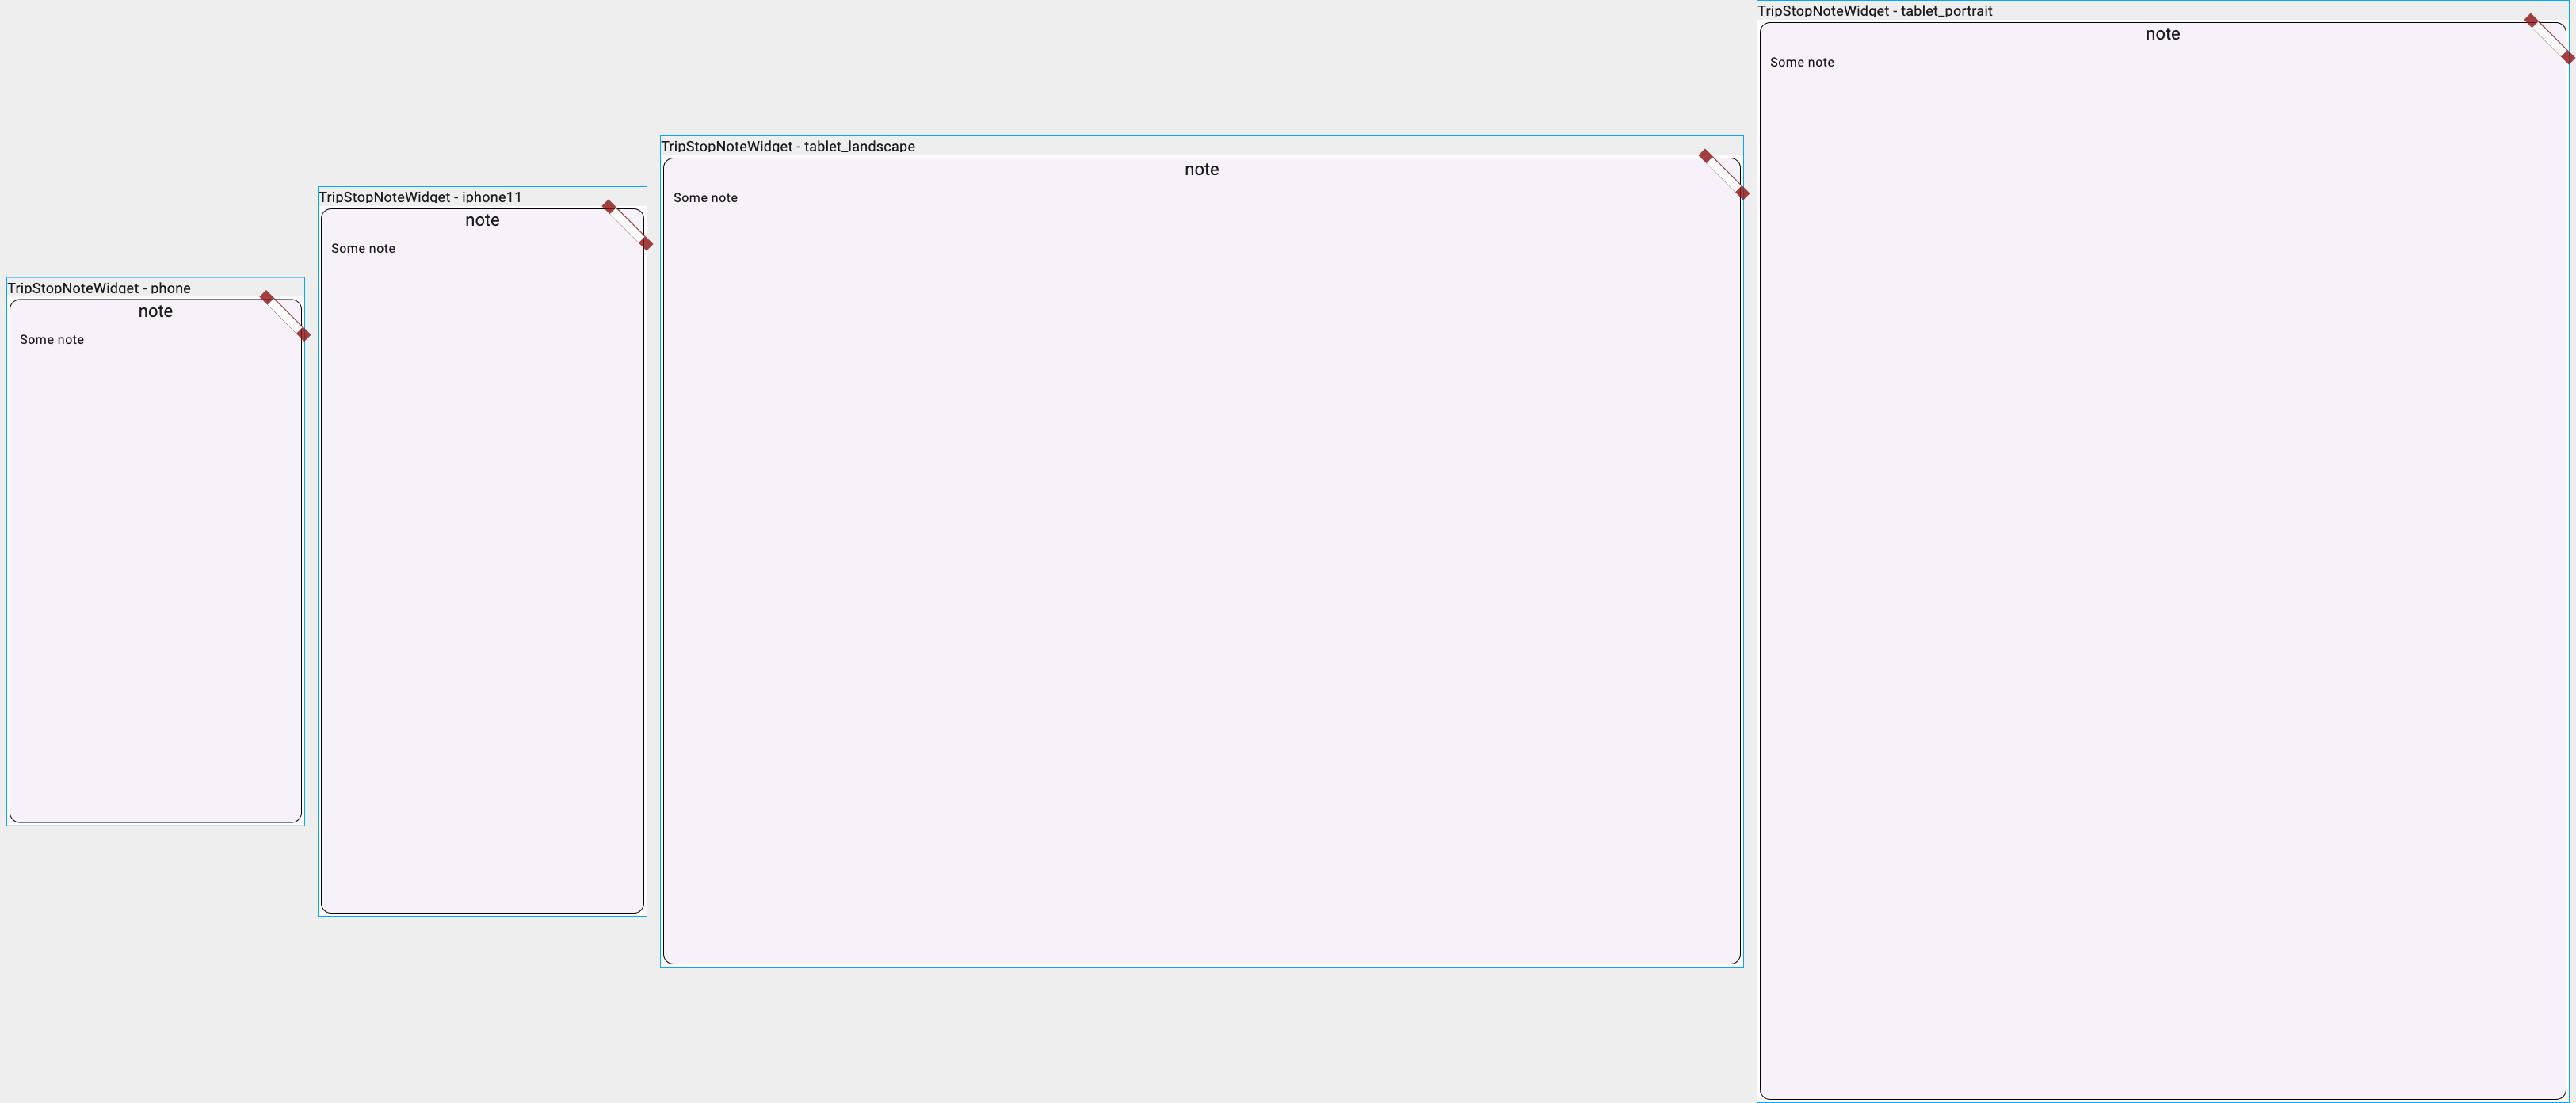 TripStopNoteWidget - phone
note
Some note
TripStopNoteWidget - iphone11
note
Some note
TripStopNoteWidget - tablet_landscape
note
Some note
TripStopNoteWidget - tablet_portrait
note
Some note